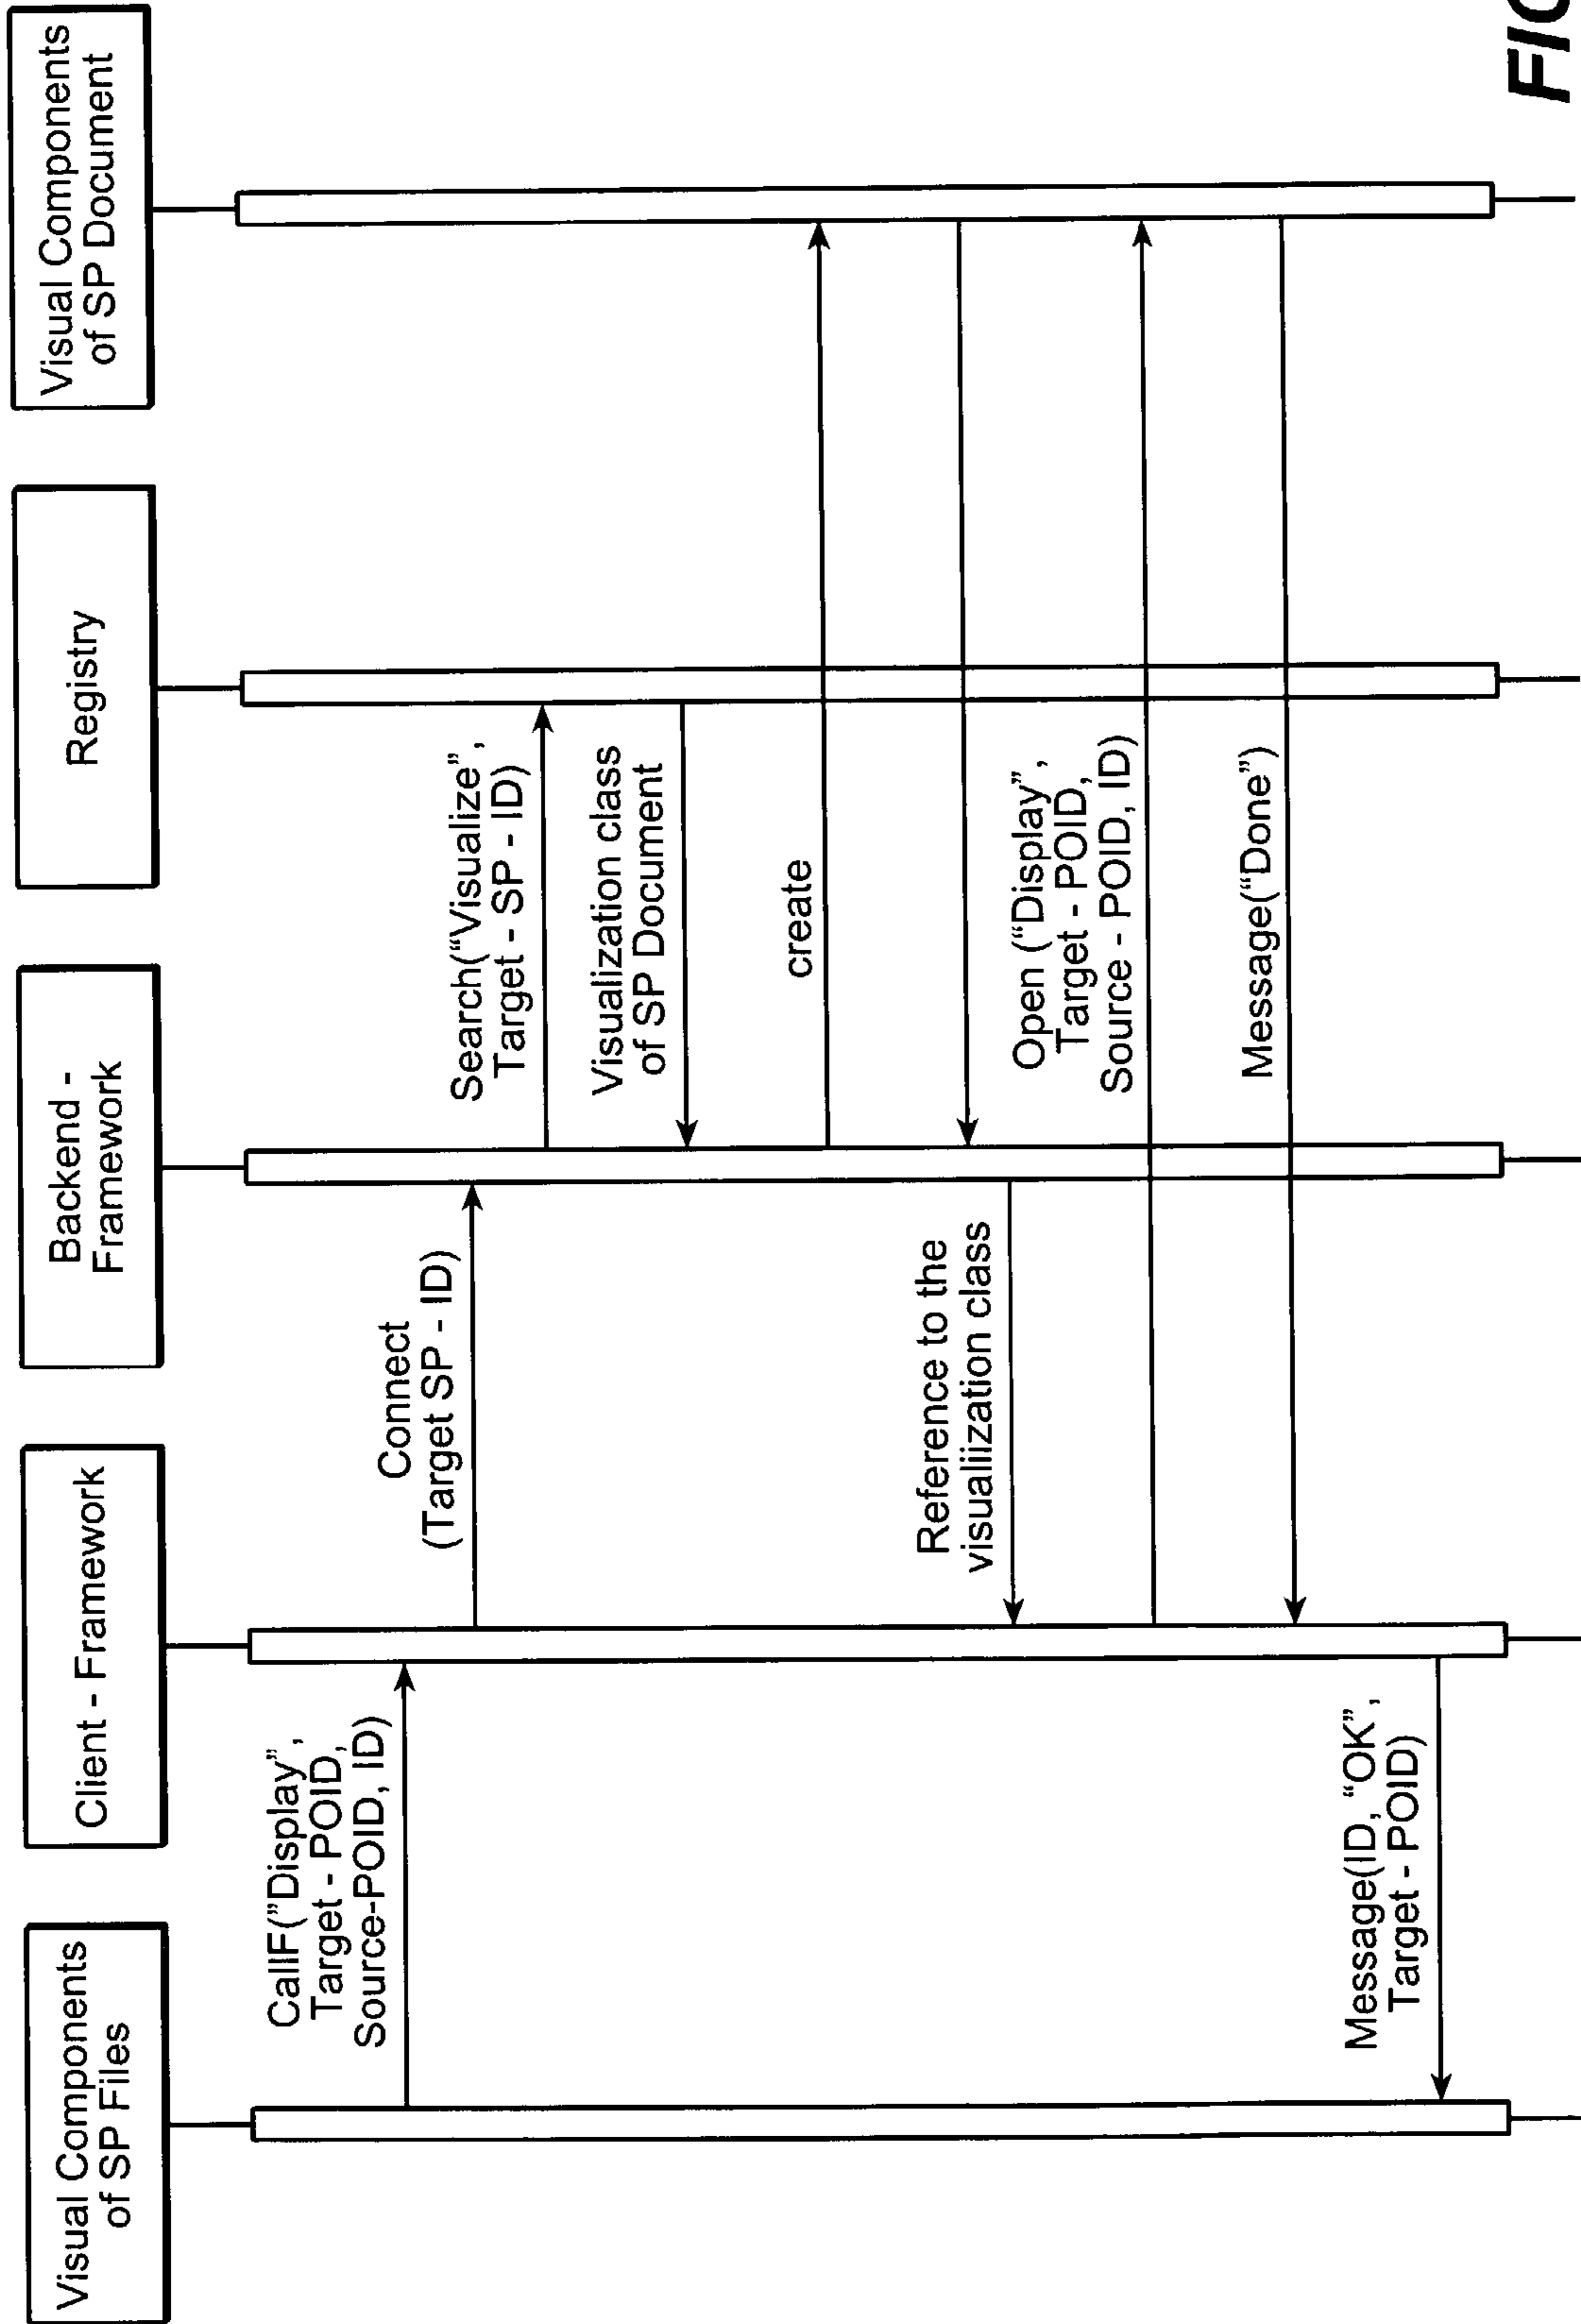 Visual Components
of SP Files
Client - Framework
Backend -
Framework
Registry
Visual Components
of SP Document
CallF("Display",
Target - POID,
Source-POID, ID)
Connect
(Target SP - ID)
Search("Visualize",
Target - SP - ID)
Visualization class
of SP Document
create
Reference to the
visualiization class
Open ("Display",
Target - POID,
Source - POID, ID)
Message("Done")
Message(ID, "OK",
Target - POID)